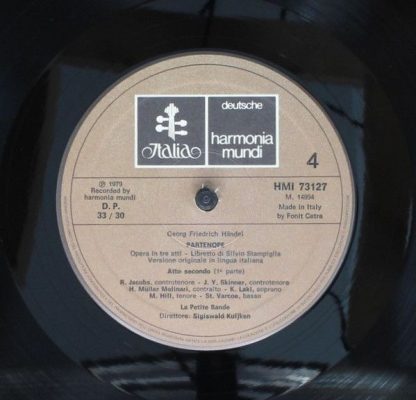 Italia
deutsche
harmonia
mundi
4
℗ 1979
Recorded by
harmonia mundi
D. P.
33 / 30
HMI 73127
M. 14994
Made in Italy
by Fonit Cetra
Georg Friedrich Händel
PARTENOPE
Opera in tre atti - Libretto di Silvio Stampiglia
Versione originale in lingua italiana
Atto secondo (1ª parte)
R. Jacobs, controtenore - J. Y. Skinner, controtenore
H. Müller Molinari, contralto - K. Laki, soprano
M. Hill, tenore - St. Varcoe, basso
La Petite Bande
Direttore: Sigiswald Kuijken